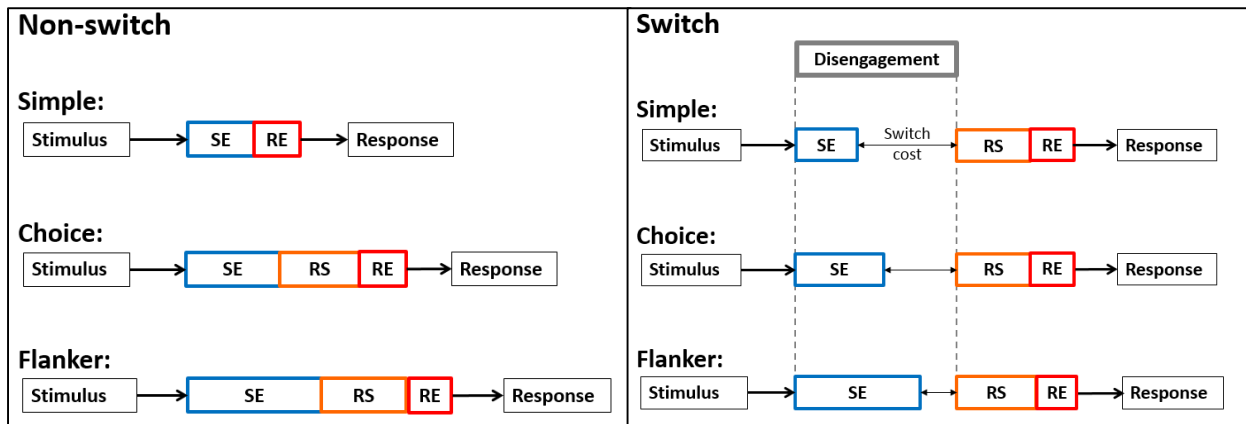 Non-switch
Simple:
Stimulus SE RE Response
Choice:
Stimulus SE RS RE Response
Flanker:
Stimulus SE RS RE Response
Switch
Disengagement
Simple:
Stimulus SE Switch cost RS RE Response
Choice:
Stimulus SE RS RE Response
Flanker:
Stimulus SE RS RE Response